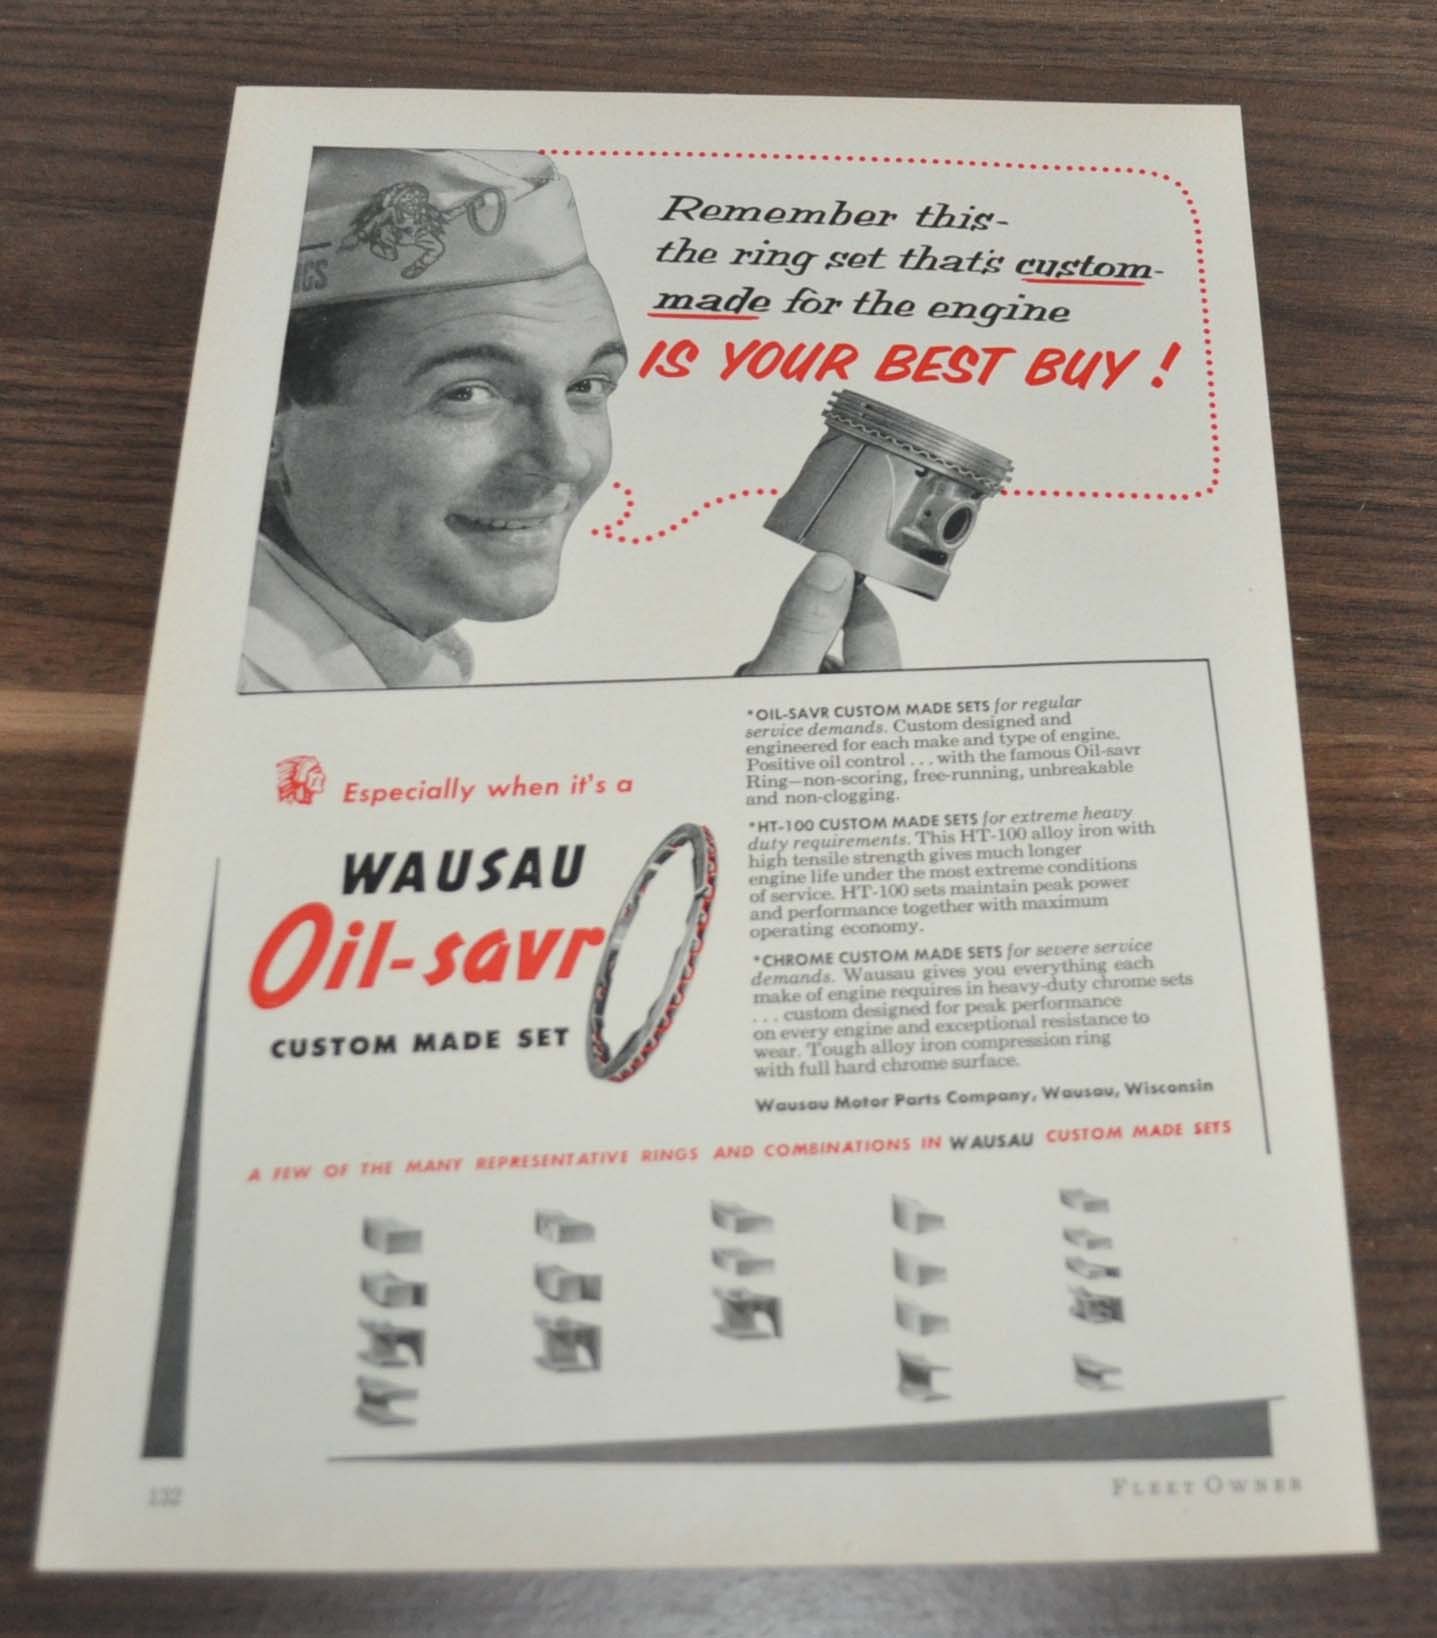 Remember this-
the ring set that's custom-
made for the engine
IS YOUR BEST BUY!
Especially when it's a
WAUSAU
Oil-savr
CUSTOM MADE SET
*OIL-SAVR CUSTOM MADE SETS for regular
service demands. Custom designed and
engineered for each make and type of engine.
Positive oil control . . . with the famous Oil-savr
Ring—non-scoring, free-running, unbreakable
and non-clogging.
*HT-100 CUSTOM MADE SETS for extreme heavy
duty requirements. This HT-100 alloy iron with
high tensile strength gives much longer
engine life under the most extreme conditions
of service. HT-100 sets maintain peak power
and performance together with maximum
operating economy.
*CHROME CUSTOM MADE SETS for severe service
demands. Wausau gives you everything each
make of engine requires in heavy-duty chrome sets
. . . custom designed for peak performance
on every engine and exceptional resistance to
wear. Tough alloy iron compression ring
with full hard chrome surface.
Wausau Motor Parts Company, Wausau, Wisconsin
A FEW OF THE MANY REPRESENTATIVE RINGS AND COMBINATIONS IN WAUSAU CUSTOM MADE SETS
132
FLEET OWNER